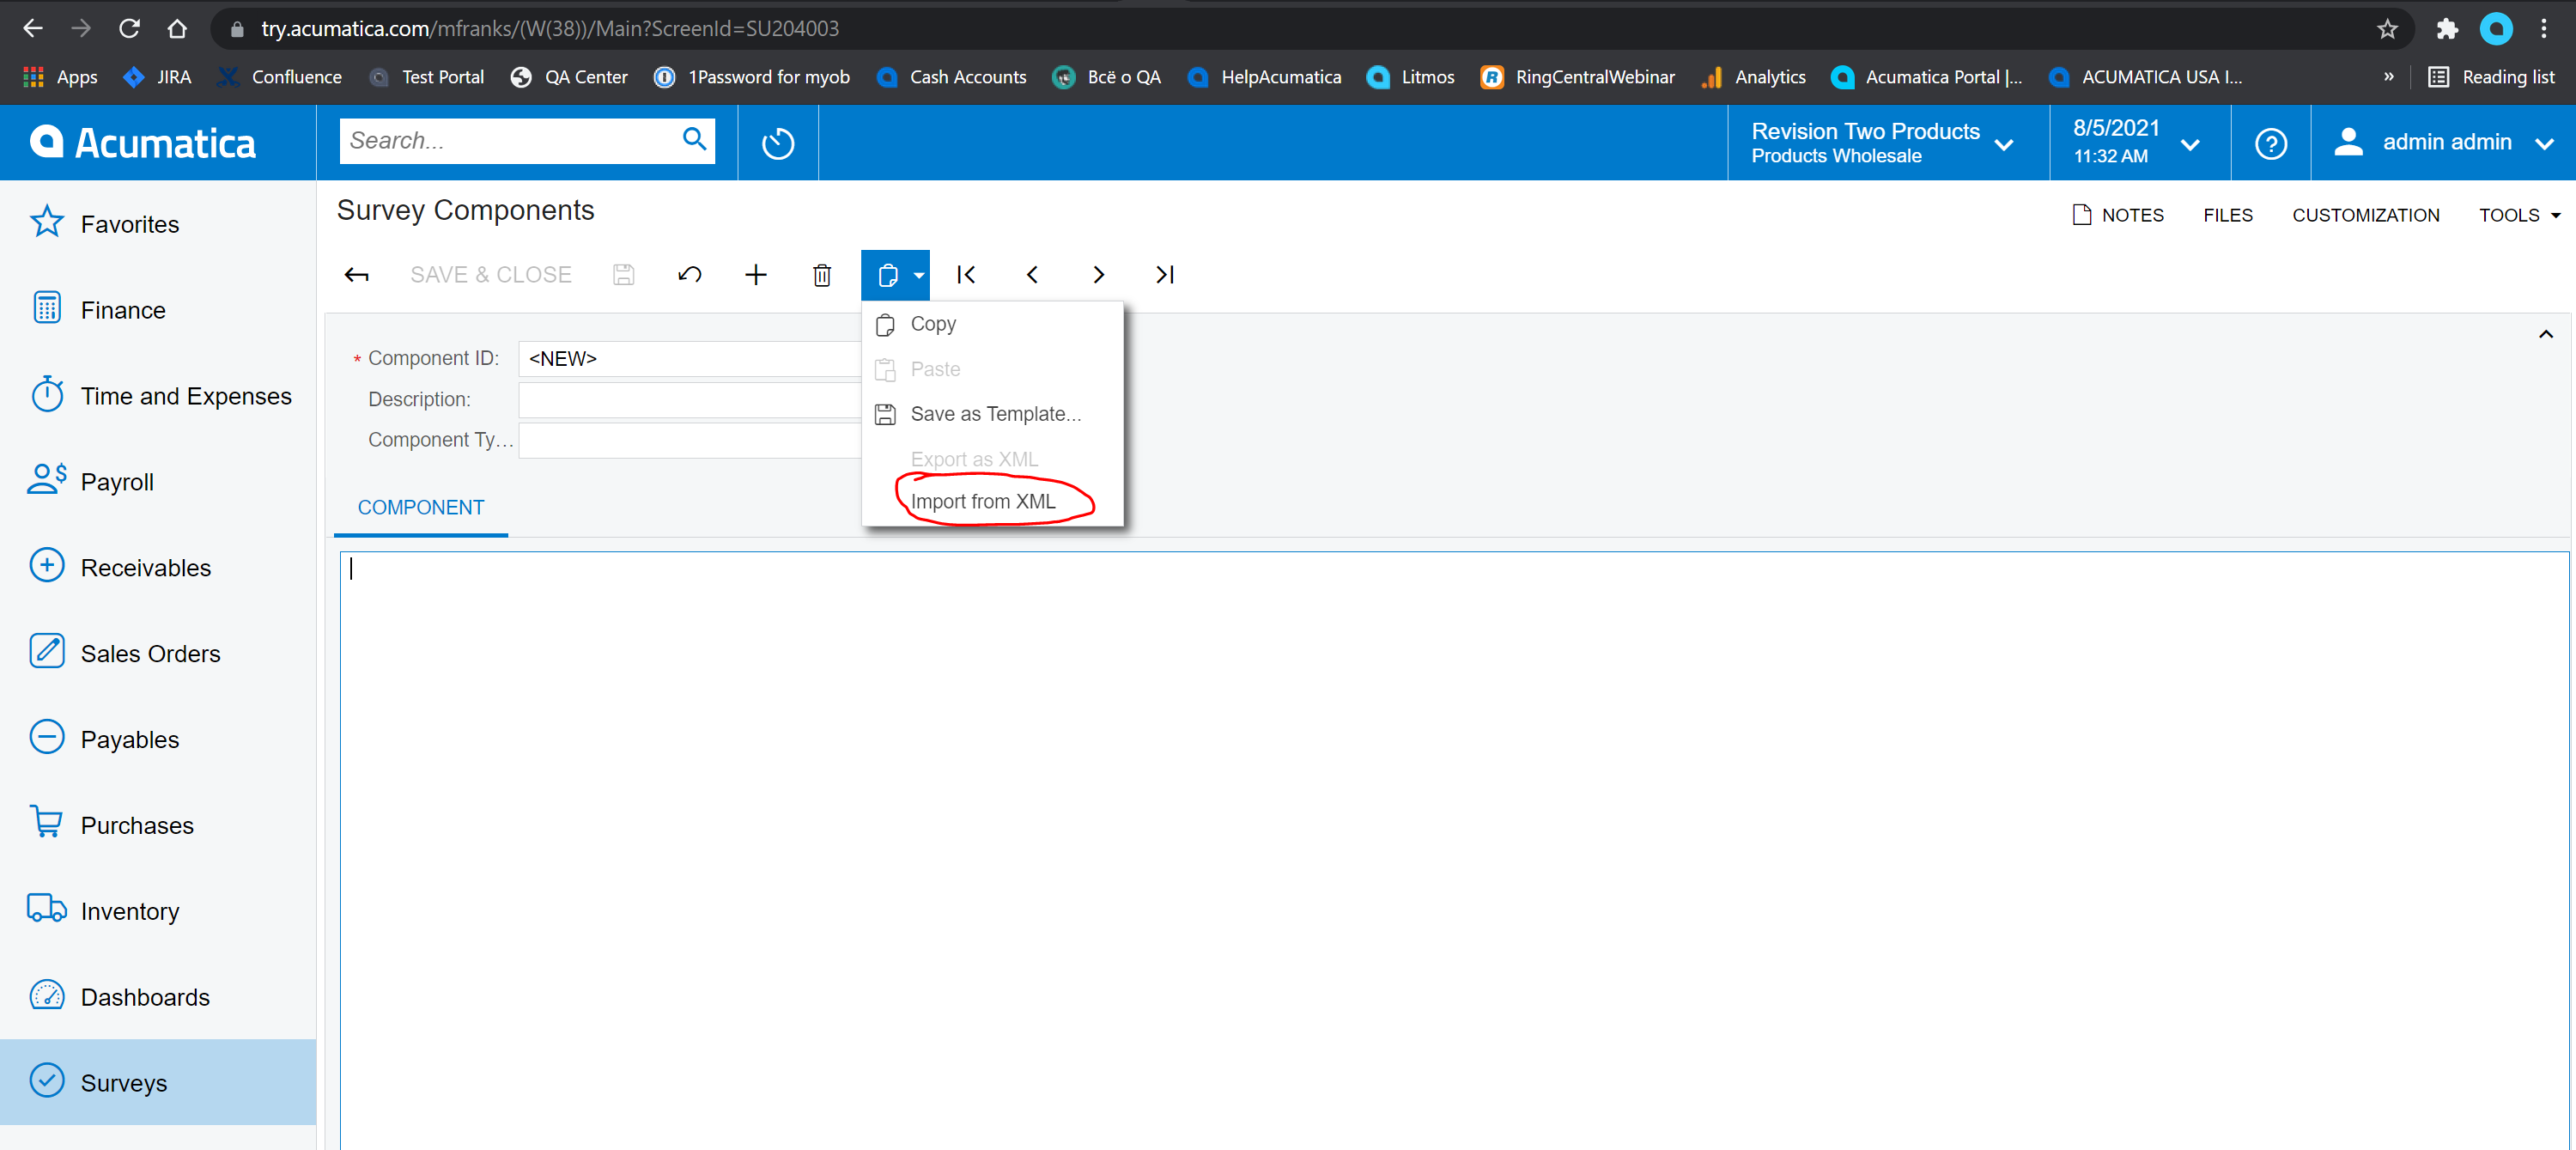 try.acumatica.com/mfranks/(W(38))/Main?ScreenId=SU204003
Apps JIRA Confluence Test Portal QA Center 1Password for myob Cash Accounts Всё о QA HelpAcumatica Litmos RingCentralWebinar Analytics Acumatica Portal |... ACUMATICA USA I... » Reading list
Acumatica Search... Revision Two Products 8/5/2021 admin admin
Products Wholesale 11:32 AM
Survey Components NOTES FILES CUSTOMIZATION TOOLS
SAVE & CLOSE
Favorites
Finance
Time and Expenses
Payroll
Receivables
Sales Orders
Payables
Purchases
Inventory
Dashboards
Surveys
* Component ID: <NEW>
Description:
Component Ty...
COMPONENT
Copy
Paste
Save as Template...
Export as XML
Import from XML